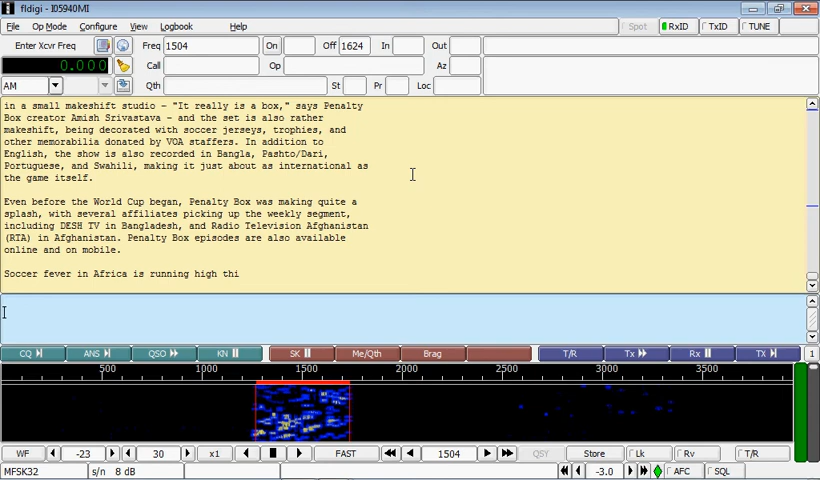 fldigi - I05940MI
File Op Mode Configure View Logbook Help Spot RxID TxID TUNE
Enter Xcvr Freq Freq 1504 On Off 1624 In Out
0.000 Call Op Az
AM Qth St Pr Loc
in a small makeshift studio – "It really is a box," says Penalty
Box creator Amish Srivastava – and the set is also rather
makeshift, being decorated with soccer jerseys, trophies, and
other memorabilia donated by VOA staffers. In addition to
English, the show is also recorded in Bangla, Pashto/Dari,
Portuguese, and Swahili, making it just about as international as
the game itself.
Even before the World Cup began, Penalty Box was making quite a
splash, with several affiliates picking up the weekly segment,
including DESH TV in Bangladesh, and Radio Television Afghanistan
(RTA) in Afghanistan. Penalty Box episodes are also available
online and on mobile.
Soccer fever in Africa is running high thi
CQ ANS QSO KN SK Me/Qth Brag T/R Tx Rx TX 1
500 1000 1500 2000 2500 3000 3500
WF -23 30 x1 FAST 1504 QSY Store Lk Rv T/R
MFSK32 s/n 8 dB -3.0 AFC SQL